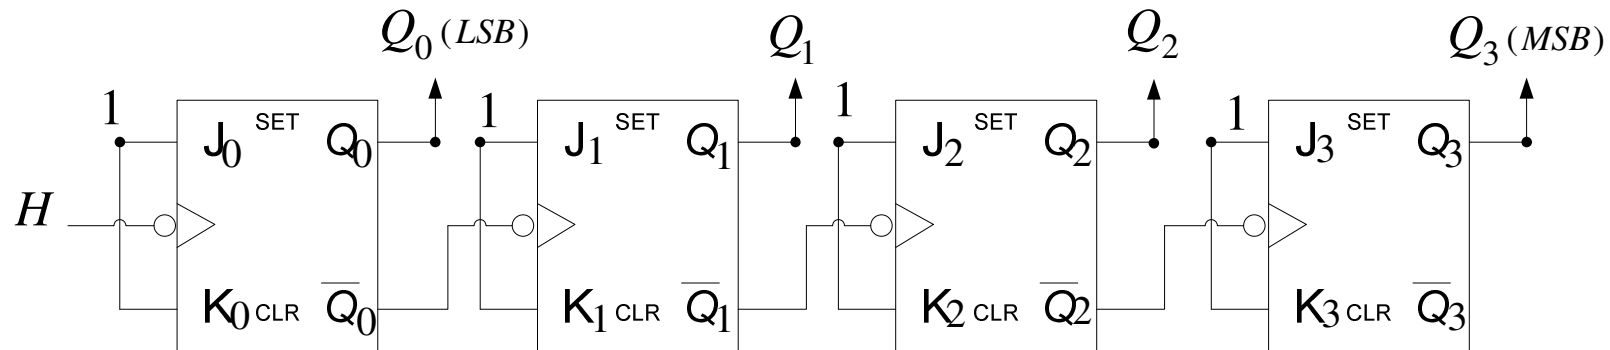 Q₀ (LSB) Q₁ Q₂ Q₃ (MSB)
1 1 1 1
J₀ SET Q₀ J₁ SET Q₁ J₂ SET Q₂ J₃ SET Q₃
H
K₀ CLR Q̅₀ K₁ CLR Q̅₁ K₂ CLR Q̅₂ K₃ CLR Q̅₃